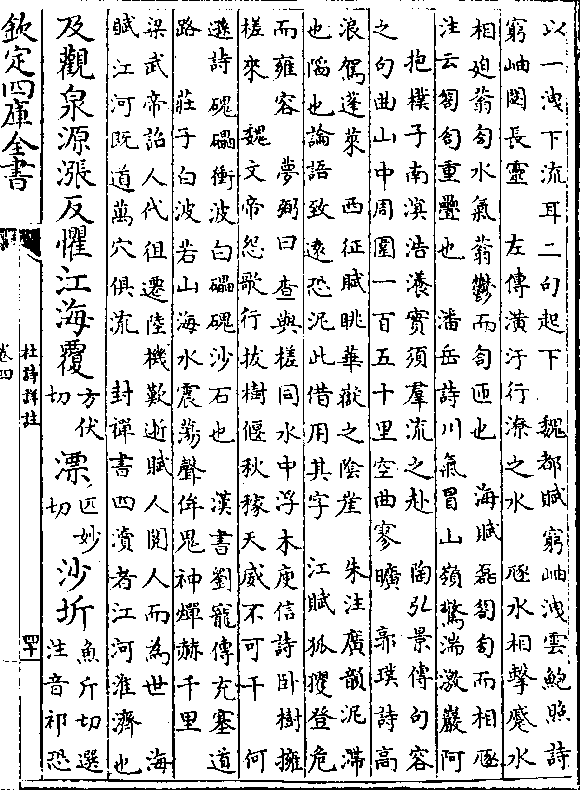 以一洩下流耳二句起下　魏都賦窮岫洩雲鮑照詩
窮岫閟長靈　左傳潢汙行潦之水　豗水相擊蹙水
相迫蓊匌水氣蓊鬱而匌匝也　海賦磊匒匌而相豗
注云匒匌重疊也　潘岳詩川氣冒山嶺驚湍激巖阿
抱樸子南溟浩瀁實須羣流之赴　陶弘景傳句容
之句曲山中周圍一百五十里空曲寥曠　郭璞詩高
浪駕蓬萊　西征賦眺華嶽之陰崖　朱注廣韻泥滯
也陷也論語致遠恐泥此借用其字　江賦狐玃登危
而雍容　夢弼曰查與槎同水中浮木庾信詩卧樹擁
槎來　魏文帝怨歌行拔樹偃秋稼天威不可干　何
遜詩磈礧衝波白礧磈沙石也　漢書劉寵傳充塞道
路　莊子白波若山海水震蕩聲侔鬼神燀赫千里
梁武帝詔人代徂遷陸機歎逝賦人閱人而為世　海
賦江河既道萬穴俱流　封禪書四瀆者江河淮濟也
及觀泉源漲反懼江海覆方伏切漂匹妙切沙圻魚斤切選注音祁恐
欽定四庫全書
杜詩詳註
卷四
四十